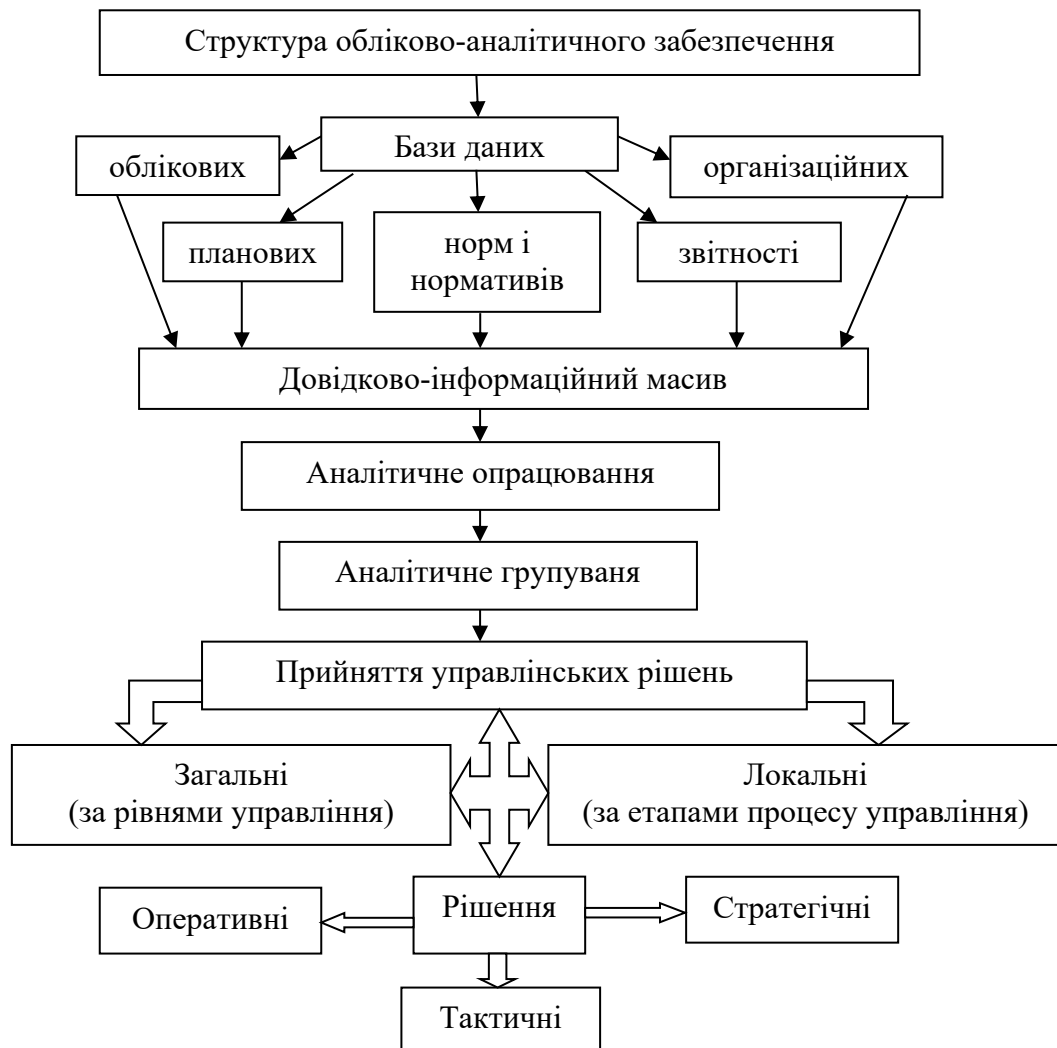 Структура обліково-аналітичного забезпечення
Бази даних
облікових
організаційних
планових
норм і
нормативів
звітності
Довідково-інформаційний масив
Аналітичне опрацювання
Аналітичне групуваня
Прийняття управлінських рішень
Загальні
(за рівнями управління)
Локальні
(за етапами процесу управління)
Оперативні
Рішення
Стратегічні
Тактичні